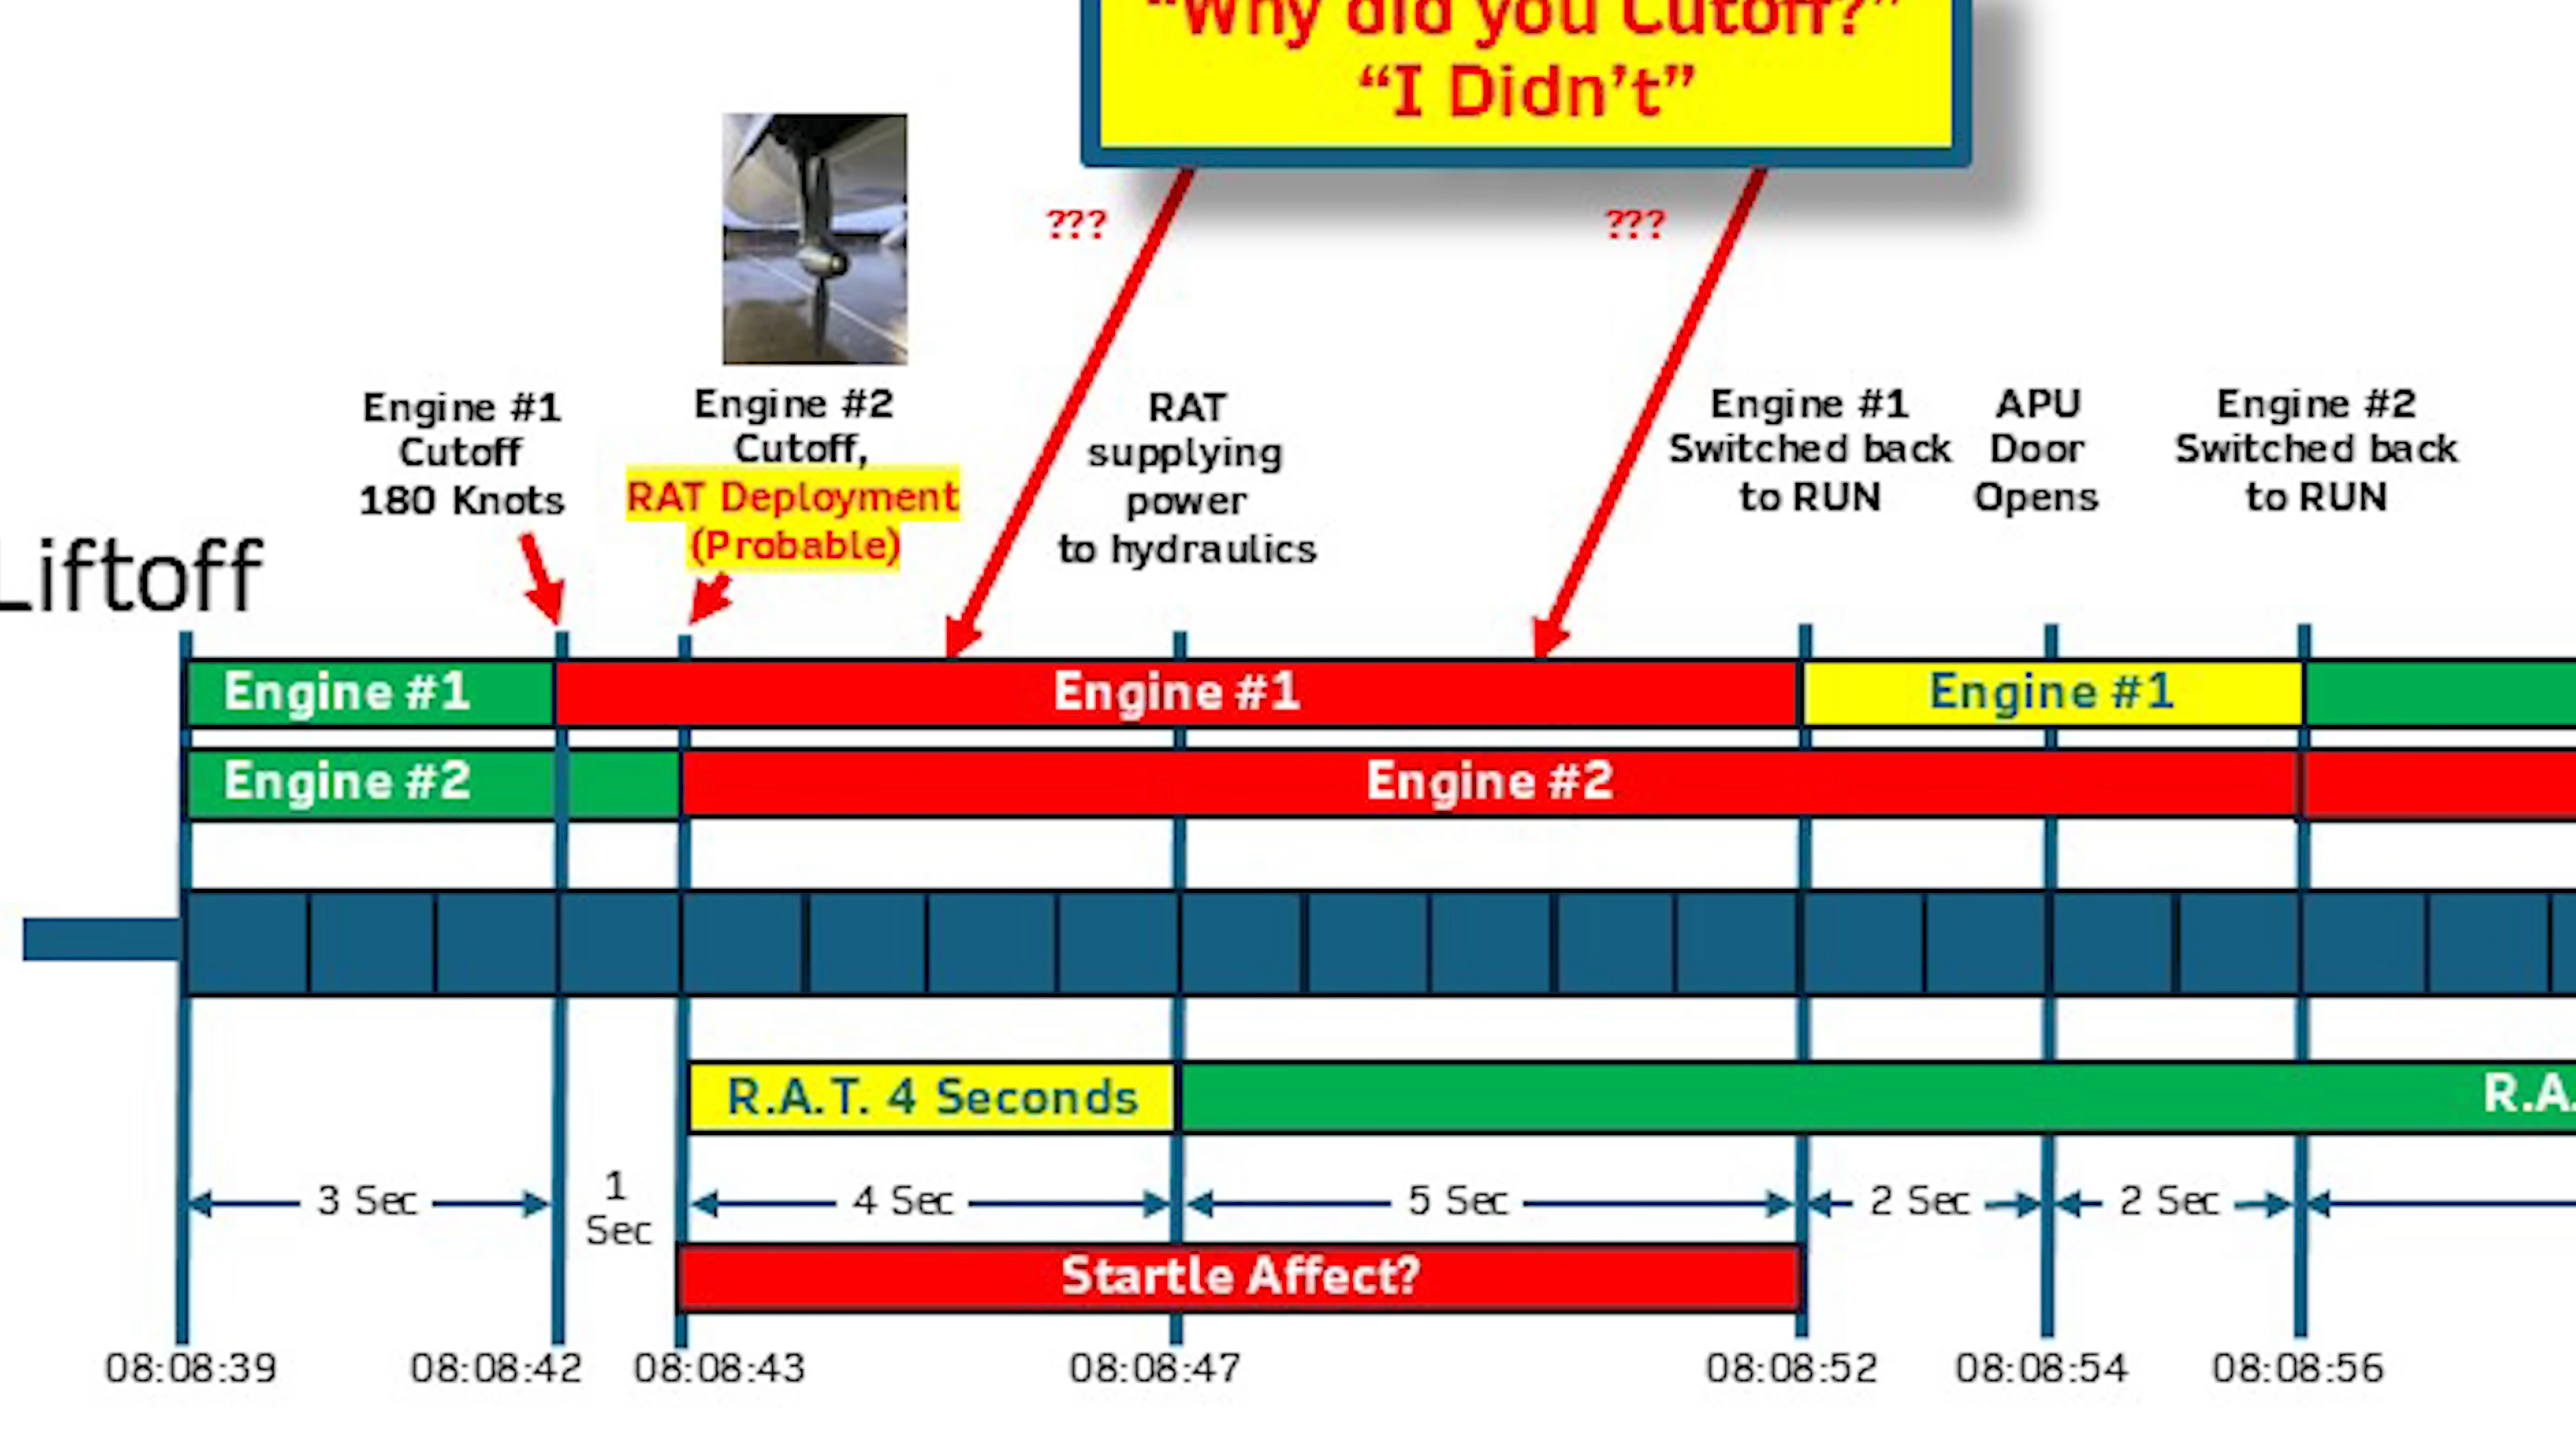 “Why did you Cutoff?”
“I Didn’t”
???
???
Engine #1
Cutoff
180 Knots
Engine #2
Cutoff,
RAT Deployment
(Probable)
RAT
supplying
power
to hydraulics
Engine #1
Switched back
to RUN
APU
Door
Opens
Engine #2
Switched back
to RUN
Liftoff
Engine #1
Engine #1
Engine #1
Engine #2
Engine #2
R.A.T. 4 Seconds
R.A.
3 Sec
1
Sec
4 Sec
5 Sec
2 Sec
2 Sec
Startle Affect?
08:08:39
08:08:42
08:08:43
08:08:47
08:08:52
08:08:54
08:08:56